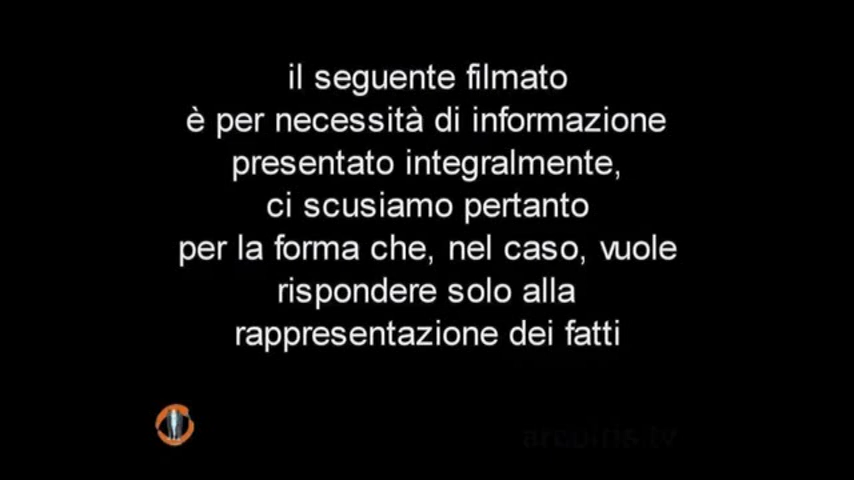 il seguente filmato
è per necessità di informazione
presentato integralmente,
ci scusiamo pertanto
per la forma che, nel caso, vuole
rispondere solo alla
rappresentazione dei fatti
arcoiris.tv